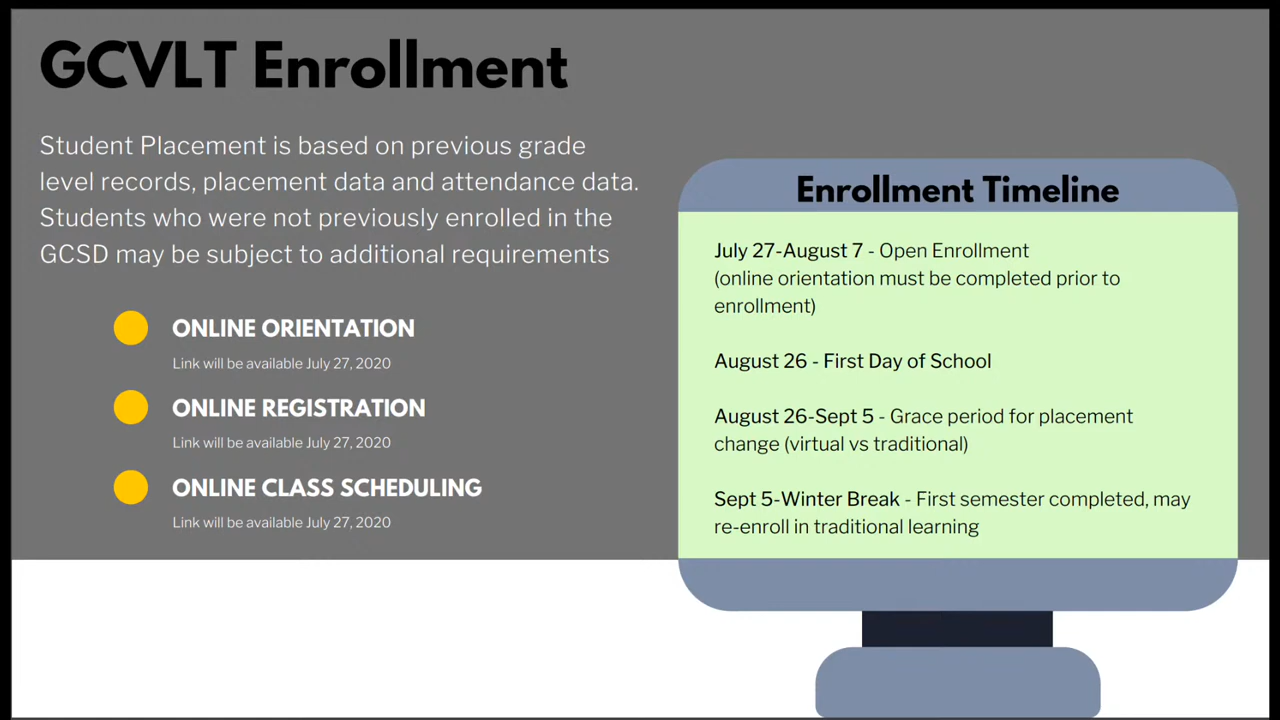 GCVLT Enrollment
Student Placement is based on previous grade
level records, placement data and attendance data.
Students who were not previously enrolled in the
GCSD may be subject to additional requirements
ONLINE ORIENTATION
Link will be available July 27, 2020
ONLINE REGISTRATION
Link will be available July 27, 2020
ONLINE CLASS SCHEDULING
Link will be available July 27, 2020
Enrollment Timeline
July 27-August 7 - Open Enrollment
(online orientation must be completed prior to
enrollment)
August 26 - First Day of School
August 26-Sept 5 - Grace period for placement
change (virtual vs traditional)
Sept 5-Winter Break - First semester completed, may
re-enroll in traditional learning